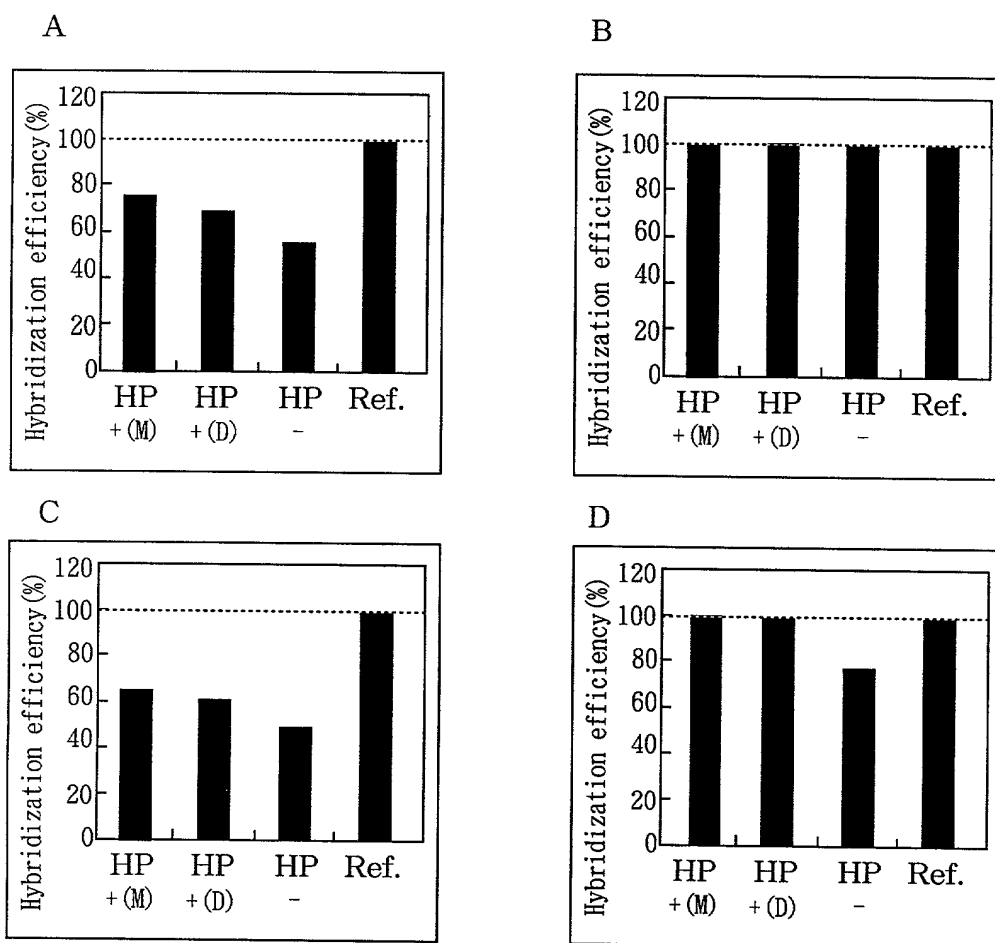 A
Hybridization efficiency(%)
120
100
80
60
40
20
0
HP HP HP Ref.
+(M) +(D) -
B
Hybridization efficiency(%)
120
100
80
60
40
20
0
HP HP HP Ref.
+(M) +(D) -
C
Hybridization efficiency(%)
120
100
80
60
40
20
0
HP HP HP Ref.
+(M) +(D) -
D
Hybridization efficiency(%)
120
100
80
60
40
20
0
HP HP HP Ref.
+(M) +(D) -